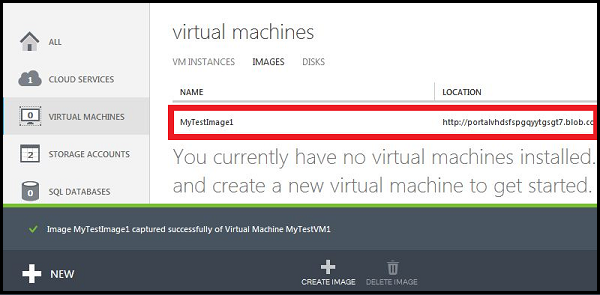 ALL
1 CLOUD SERVICES
0 VIRTUAL MACHINES
2 STORAGE ACCOUNTS
0 SQL DATABASES
virtual machines
VM INSTANCES IMAGES DISKS
NAME LOCATION
MyTestImage1 http://portalvhdsfspgqyytgsgt7.blob.co
You currently have no virtual machines installed.
and create a new virtual machine to get started.
Image MyTestImage1 captured successfully of Virtual Machine MyTestVM1
NEW
CREATE IMAGE DELETE IMAGE